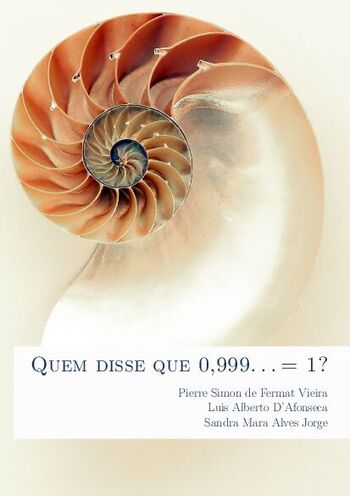 Quem disse que 0,999...= 1?
Pierre Simon de Fermat Vieira
Luis Alberto D'Afonseca
Sandra Mara Alves Jorge